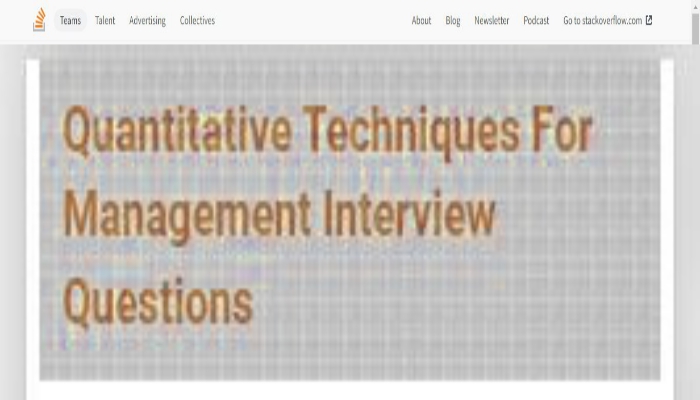 Teams Talent Advertising Collectives About Blog Newsletter Podcast Go to stackoverflow.com
Quantitative Techniques For
Management Interview
Questions